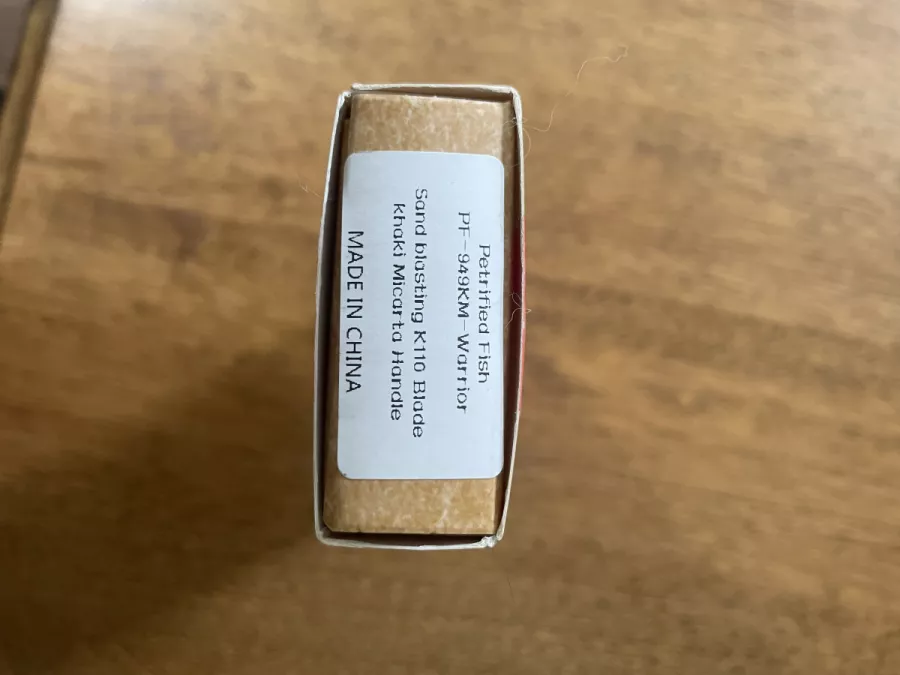 Petrified Fish
PF-949KM-Warrior
Sand blasting K110 Blade
khaki Micarta Handle
MADE IN CHINA